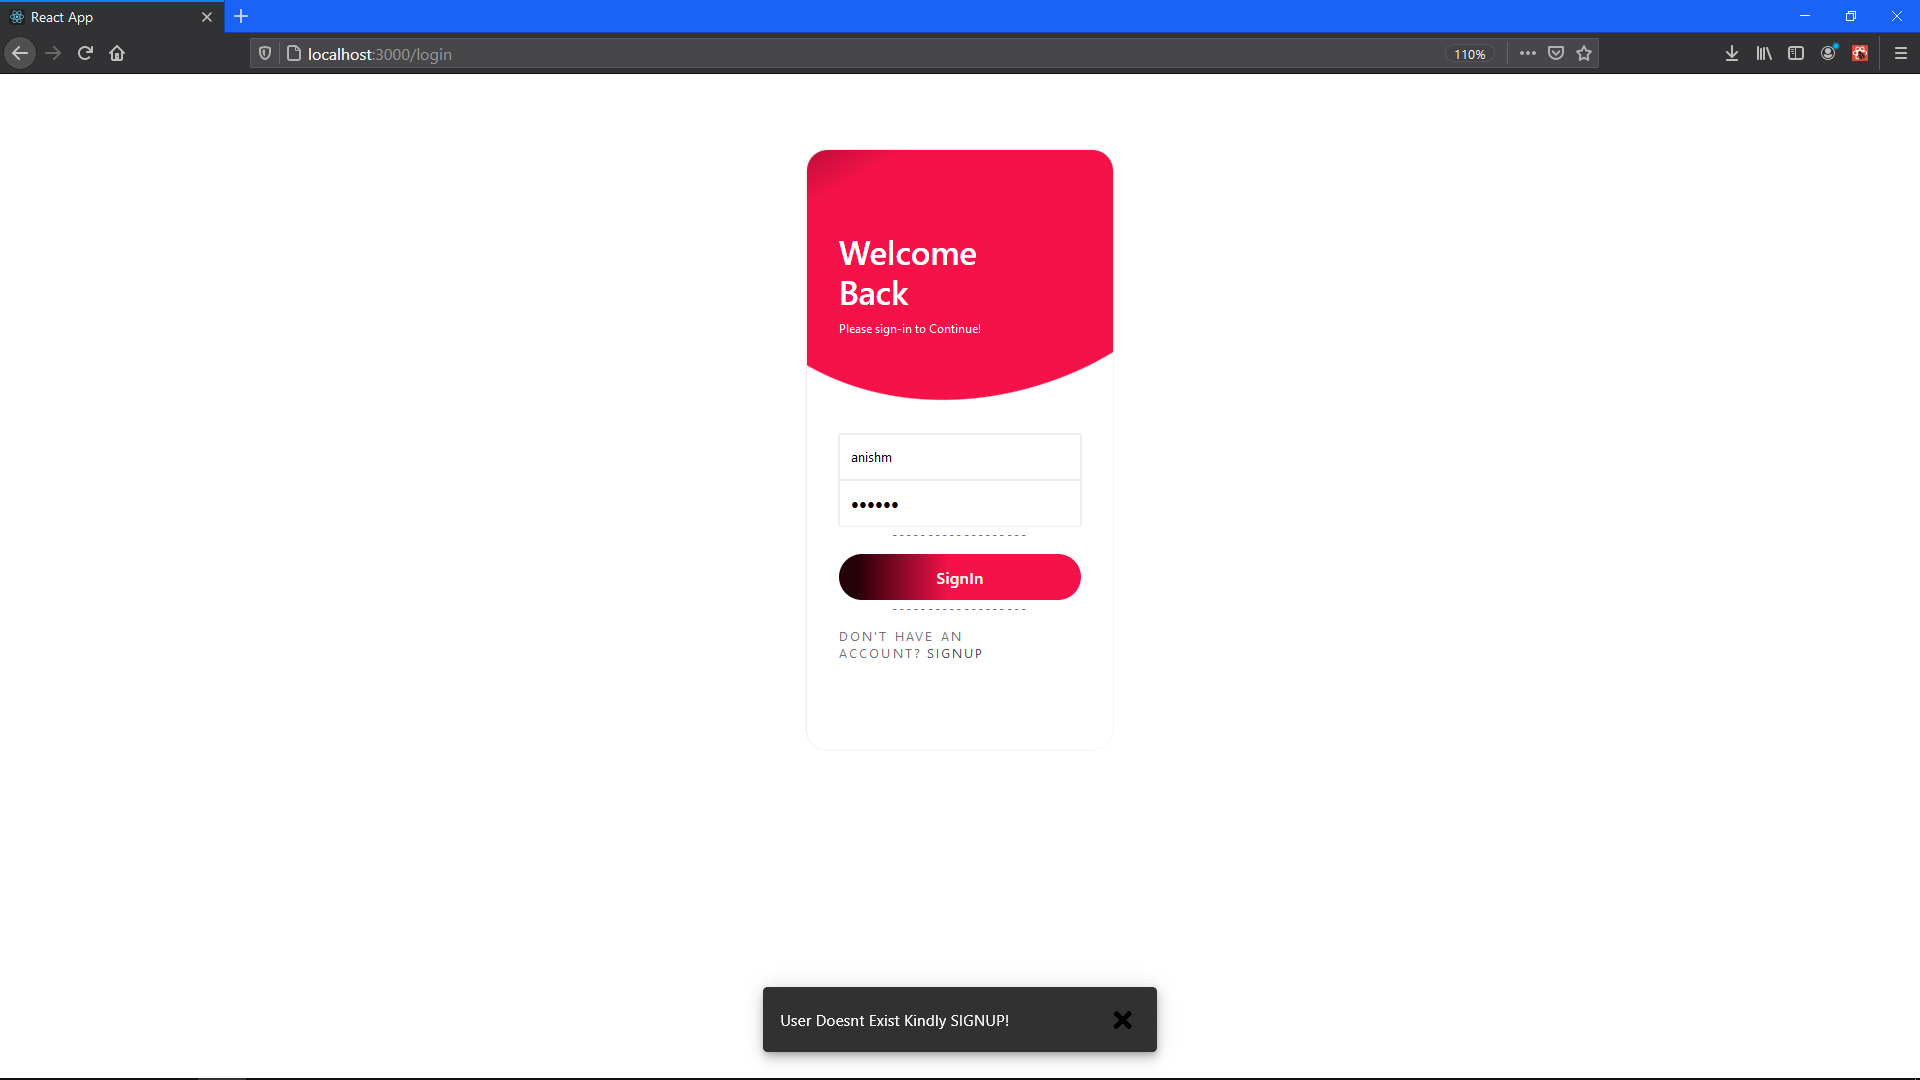 React App
localhost:3000/login
110%
Welcome
Back
Please sign-in to Continue!
anishm
••••••
------------------
SignIn
------------------
DON'T HAVE AN
ACCOUNT? SIGNUP
User Doesnt Exist Kindly SIGNUP!